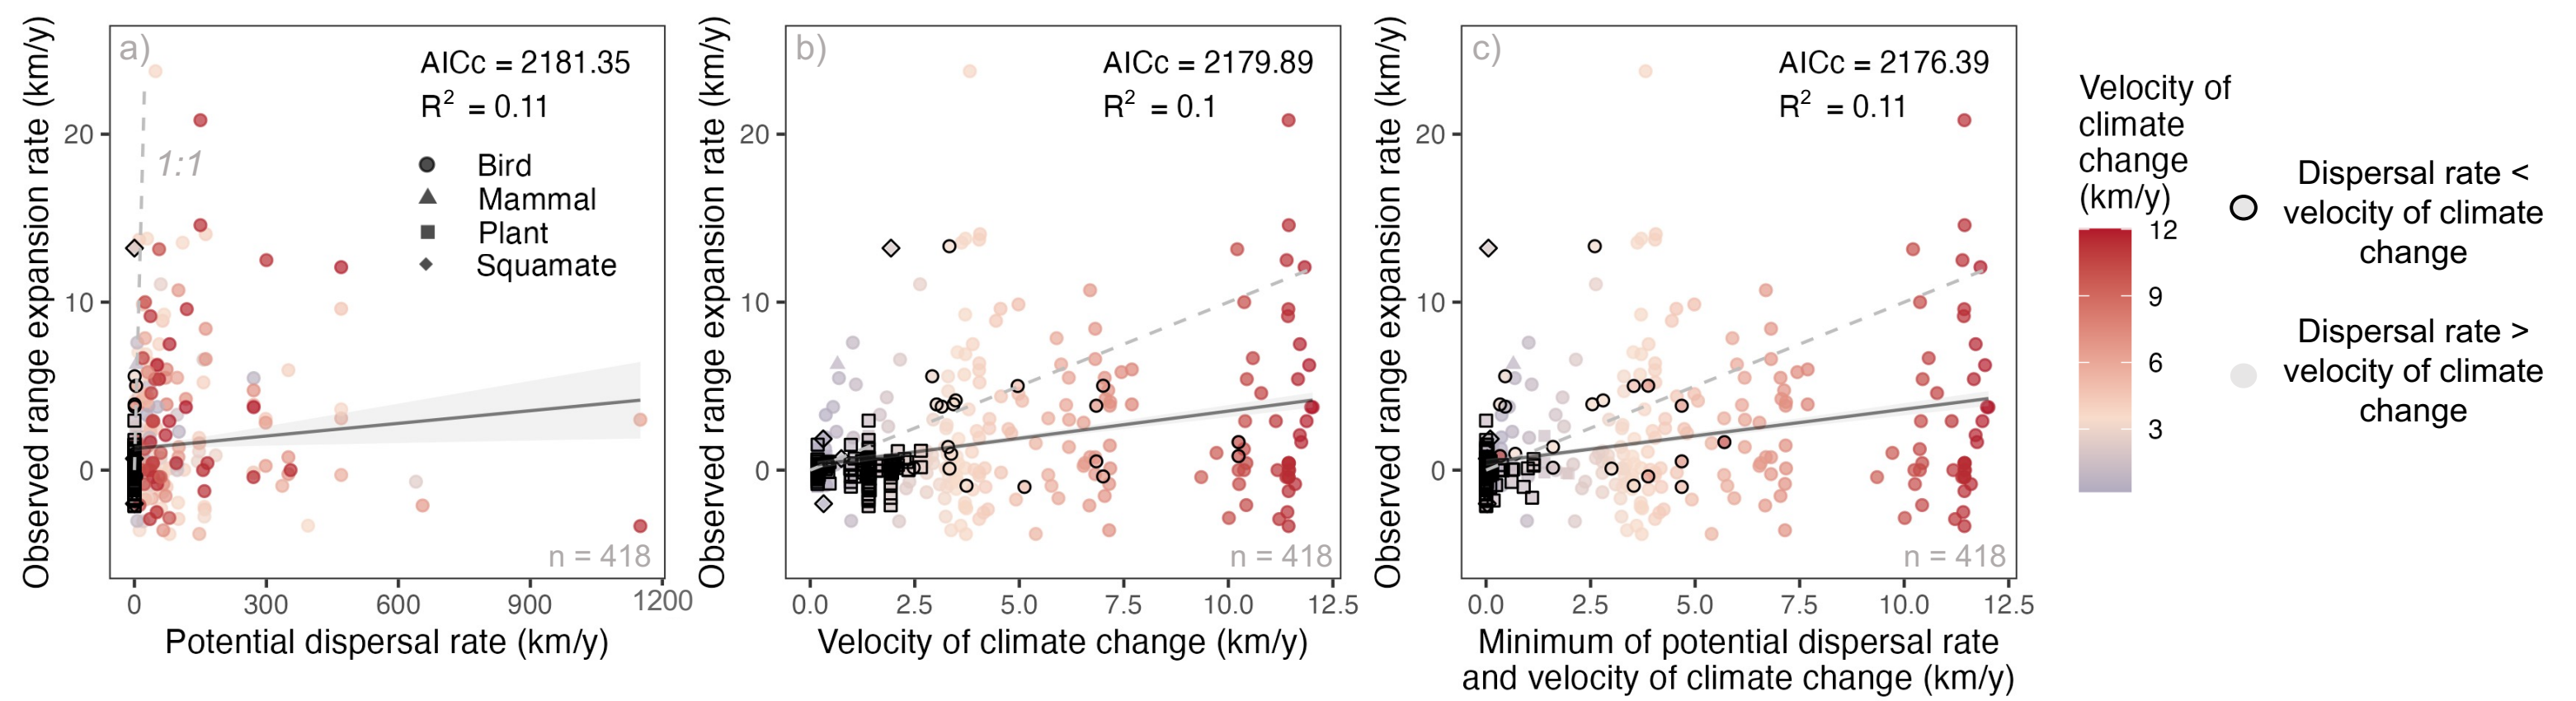 a)
AICc = 2181.35
R² = 0.11
1:1
Bird
Mammal
Plant
Squamate
n = 418
20
10
0
0
300
600
900
1200
Observed range expansion rate (km/y)
Potential dispersal rate (km/y)
b)
AICc = 2179.89
R² = 0.1
n = 418
20
10
0
0.0
2.5
5.0
7.5
10.0
12.5
Observed range expansion rate (km/y)
Velocity of climate change (km/y)
c)
AICc = 2176.39
R² = 0.11
n = 418
20
10
0
0.0
2.5
5.0
7.5
10.0
12.5
Observed range expansion rate (km/y)
Minimum of potential dispersal rate
and velocity of climate change (km/y)
Velocity of
climate
change
(km/y)
12
9
6
3
Dispersal rate <
velocity of climate
change
Dispersal rate >
velocity of climate
change